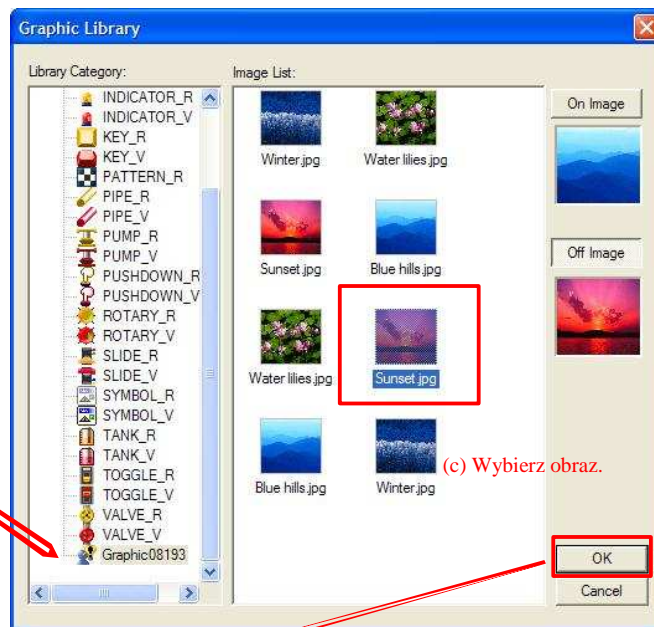 Graphic Library
Library Category:
INDICATOR_R
INDICATOR_V
KEY_R
KEY_V
PATTERN_R
PIPE_R
PIPE_V
PUMP_R
PUMP_V
PUSHDOWN_R
PUSHDOWN_V
ROTARY_R
ROTARY_V
SLIDE_R
SLIDE_V
SYMBOL_R
SYMBOL_V
TANK_R
TANK_V
TOGGLE_R
TOGGLE_V
VALVE_R
VALVE_V
Graphic08193
Image List:
Winter.jpg Water lilies.jpg
Sunset.jpg Blue hills.jpg
Water lilies.jpg Sunset.jpg
Blue hills.jpg Winter.jpg
(c) Wybierz obraz.
On Image
Off Image
OK
Cancel